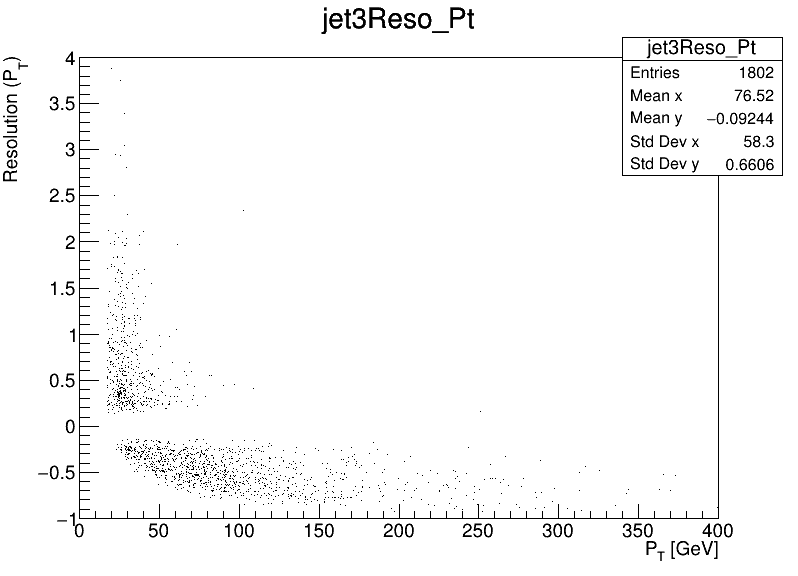 jet3Reso_Pt
jet3Reso_Pt
Entries 1802
Mean x 76.52
Mean y −0.09244
Std Dev x 58.3
Std Dev y 0.6606
Resolution (P_T)
4
3.5
3
2.5
2
1.5
1
0.5
0
−0.5
−1
0 50 100 150 200 250 300 350 400
P_T [GeV]